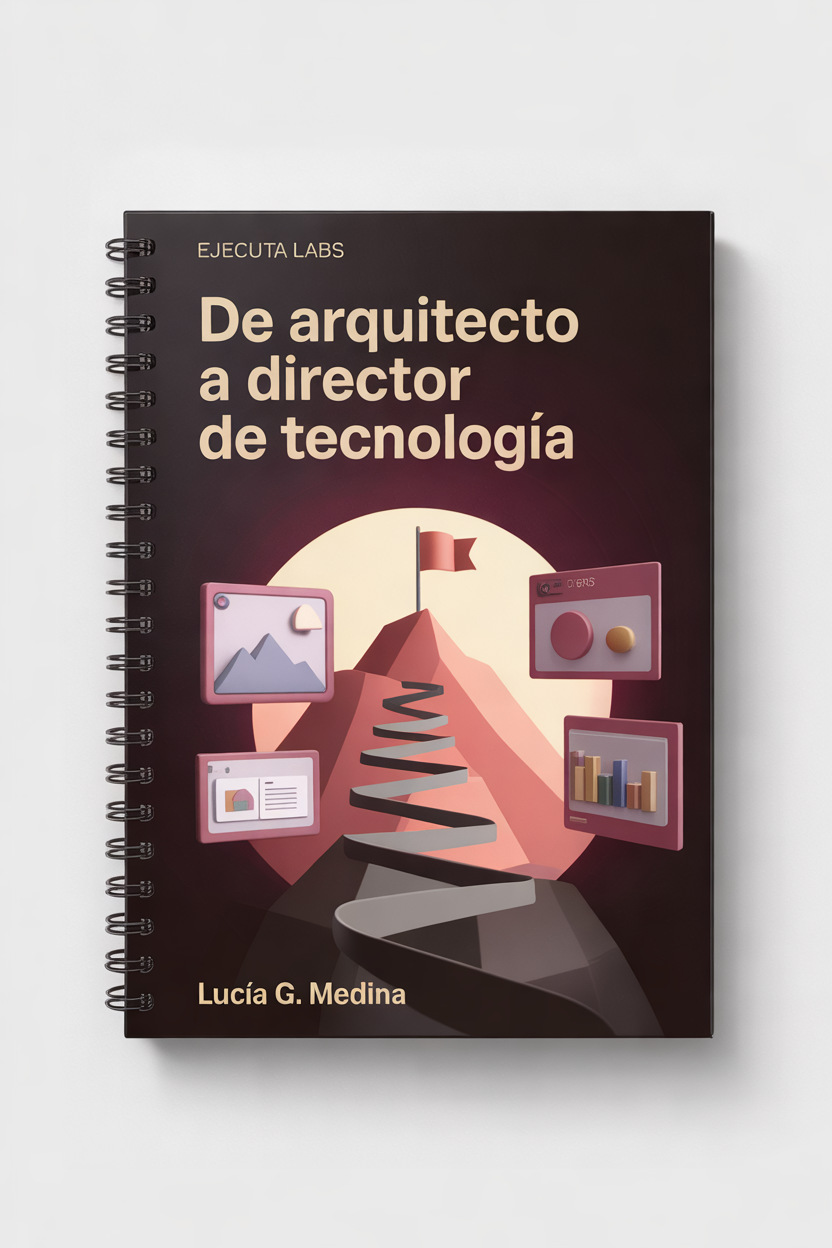 EJECUTA LABS
De arquitecto
a director
de tecnología
Lucía G. Medina